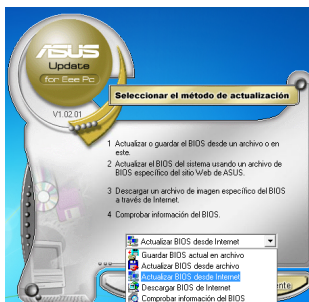 ASUS
Update
for Eee Pc
V1.02.01
Seleccionar el método de actualización
1 Actualizar o guardar el BIOS desde un archivo o en
este.
2 Actualizar el BIOS del sistema usando un archivo de
BIOS específico del sitio Web de ASUS.
3 Descargar un archivo de imagen específico del BIOS
a través de Internet.
4 Comprobar información del BIOS.
Actualizar BIOS desde Internet
Guardar BIOS actual en archivo
Actualizar BIOS desde archivo
Actualizar BIOS desde Internet
Descargar BIOS de Internet
Comprobar información del BIOS